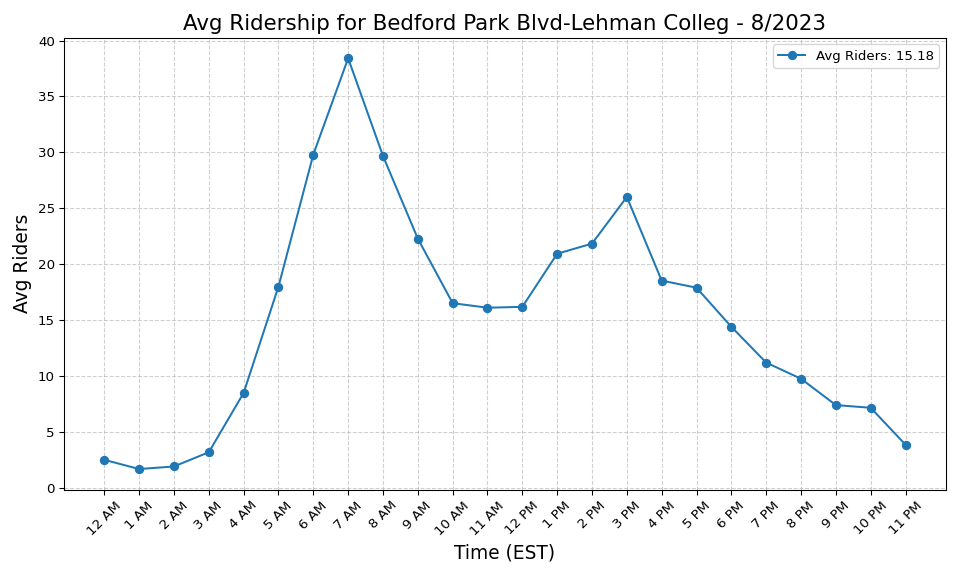 Avg Ridership for Bedford Park Blvd-Lehman Colleg - 8/2023
Avg Riders: 15.18
Avg Riders
40
35
30
25
20
15
10
5
0
12 AM
1 AM
2 AM
3 AM
4 AM
5 AM
6 AM
7 AM
8 AM
9 AM
10 AM
11 AM
12 PM
1 PM
2 PM
3 PM
4 PM
5 PM
6 PM
7 PM
8 PM
9 PM
10 PM
11 PM
Time (EST)